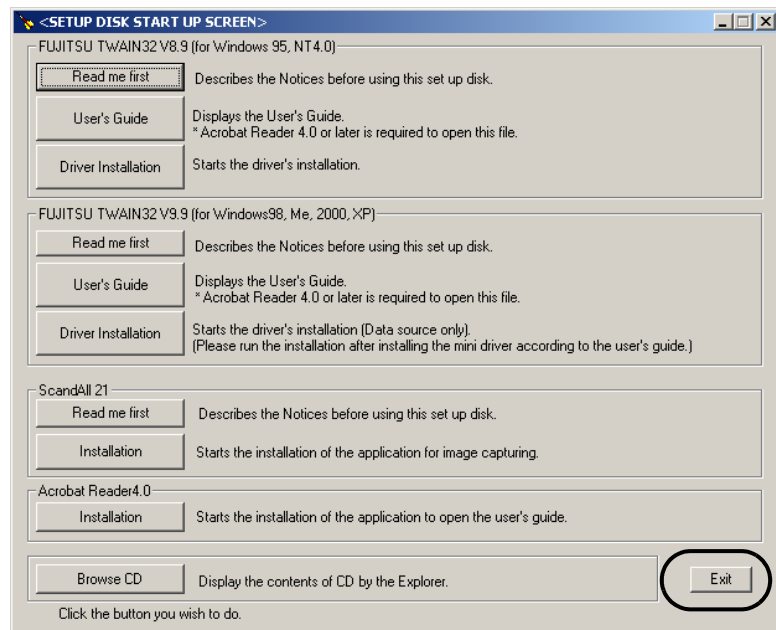 <SETUP DISK START UP SCREEN>
FUJITSU TWAIN32 V8.9 (for Windows 95, NT4.0)
Read me first
Describes the Notices before using this set up disk.
User's Guide
Displays the User's Guide.
* Acrobat Reader 4.0 or later is required to open this file.
Driver Installation
Starts the driver's installation.
FUJITSU TWAIN32 V9.9 (for Windows98, Me, 2000, XP)
Read me first
Describes the Notices before using this set up disk.
User's Guide
Displays the User's Guide.
* Acrobat Reader 4.0 or later is required to open this file.
Driver Installation
Starts the driver's installation (Data source only).
(Please run the installation after installing the mini driver according to the user's guide.)
ScandAll 21
Read me first
Describes the Notices before using this set up disk.
Installation
Starts the installation of the application for image capturing.
Acrobat Reader4.0
Installation
Starts the installation of the application to open the user's guide.
Browse CD
Display the contents of CD by the Explorer.
Exit
Click the button you wish to do.